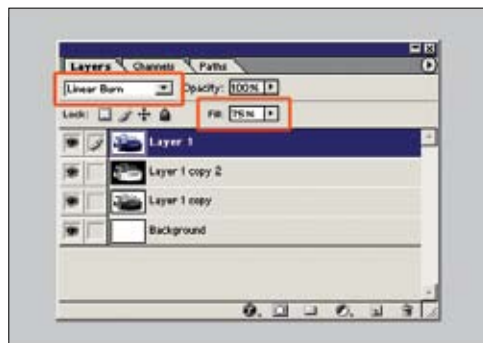 Layers Channels Paths
Linear Burn Opacity: 100%
Lock: Fill: 75%
Layer 1
Layer 1 copy 2
Layer 1 copy
Background